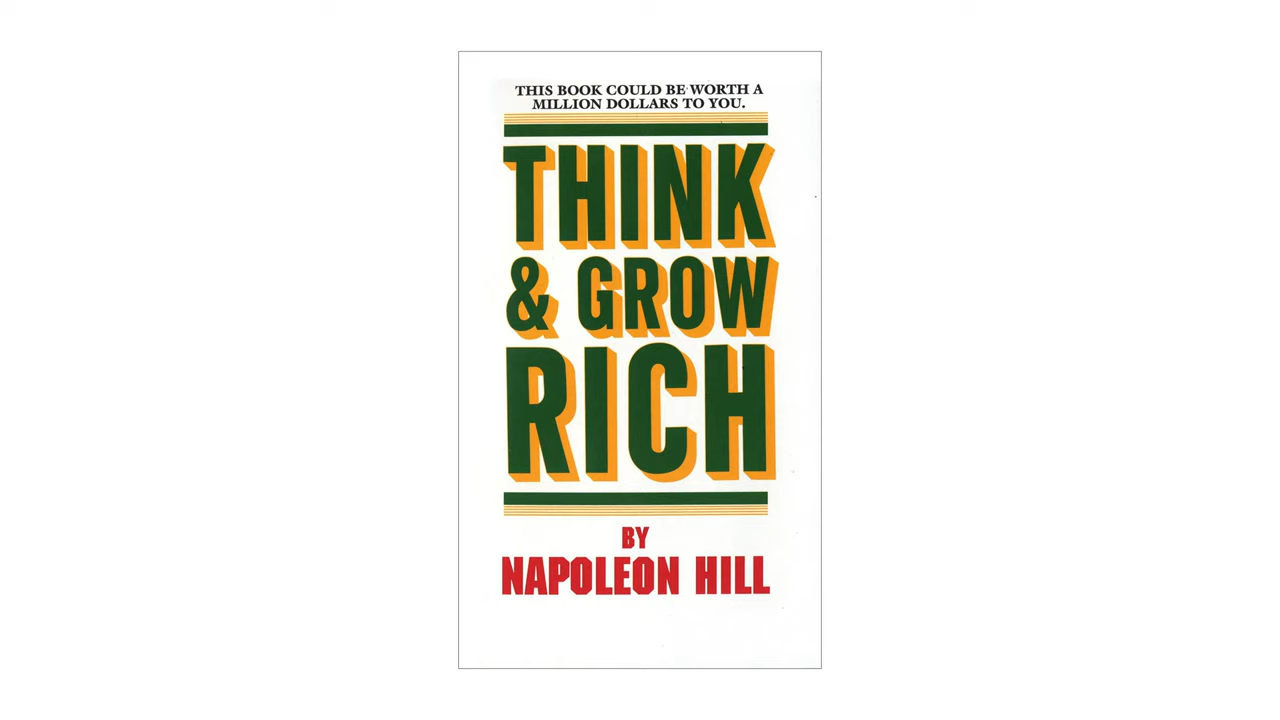 THIS BOOK COULD BE WORTH A
MILLION DOLLARS TO YOU.
THINK
& GROW
RICH
BY
NAPOLEON HILL